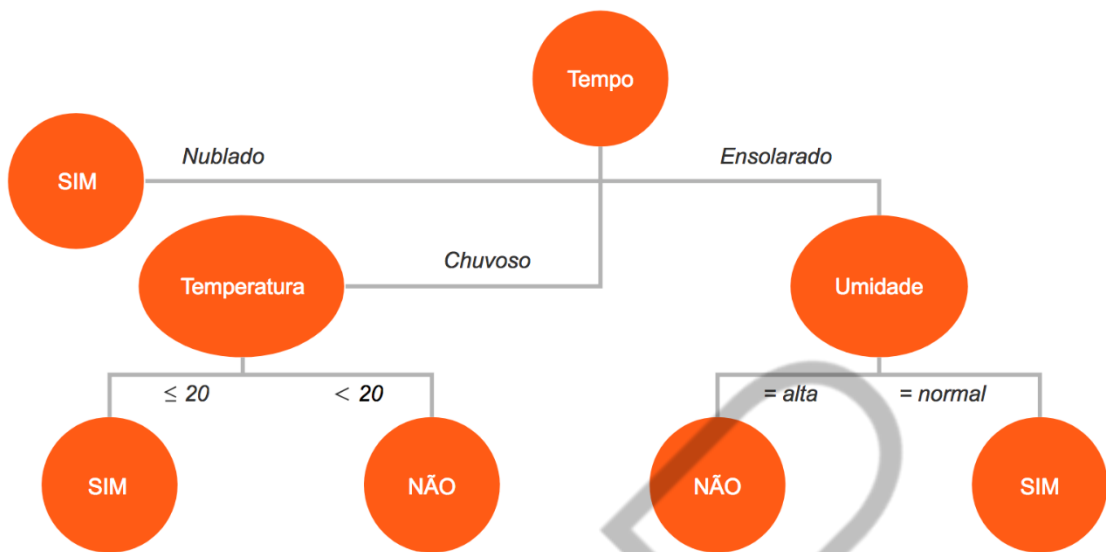 Tempo
Nublado
Ensolarado
SIM
Temperatura
Chuvoso
Umidade
≤ 20
< 20
= alta
= normal
SIM
NÃO
NÃO
SIM